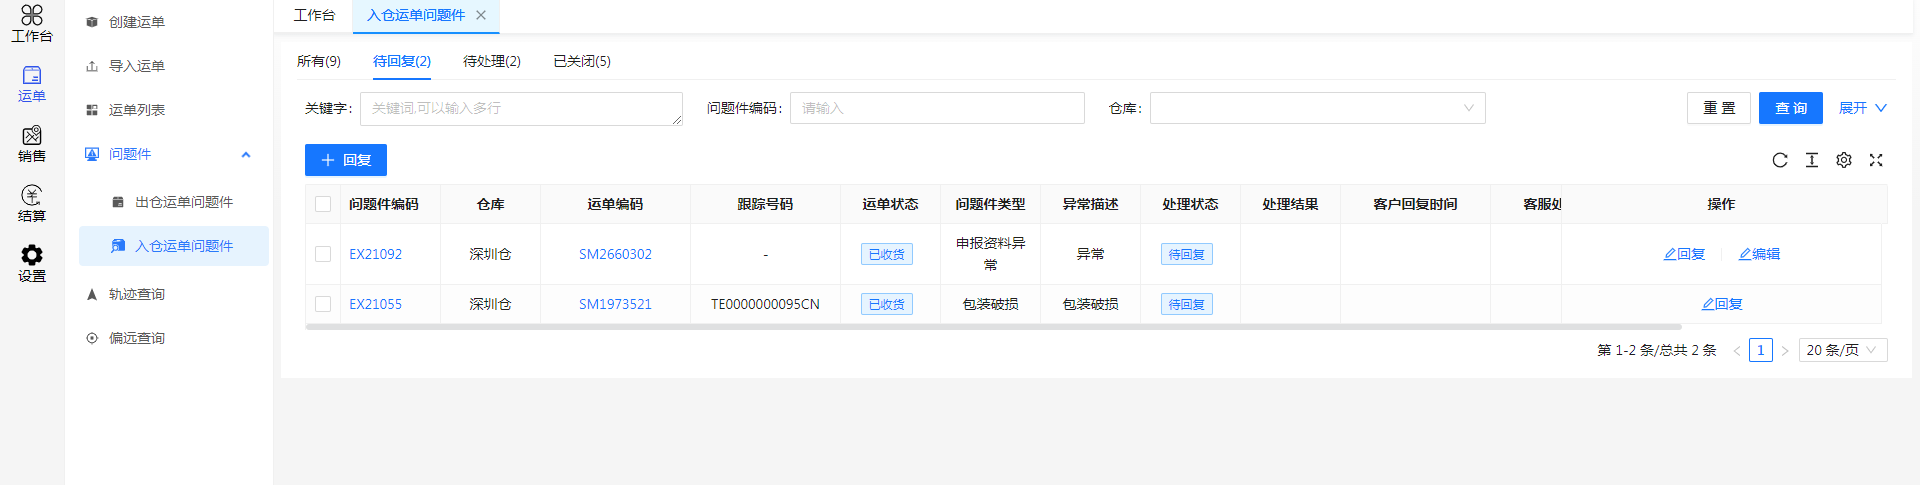 工作台
运单
销售
结算
设置
创建运单
导入运单
运单列表
问题件
出仓运单问题件
入仓运单问题件
轨迹查询
偏远查询
工作台 入仓运单问题件
所有(9) 待回复(2) 待处理(2) 已关闭(5)
关键字: 关键词,可以输入多行 问题件编码: 请输入 仓库: 重 置 查 询 展开
回复
问题件编码 仓库 运单编码 跟踪号码 运单状态 问题件类型 异常描述 处理状态 处理结果 客户回复时间 客服处 操作
EX21092 深圳仓 SM2660302 - 已收货 申报资料异常 异常 待回复 回复 编辑
EX21055 深圳仓 SM1973521 TE0000000095CN 已收货 包装破损 包装破损 待回复 回复
第 1-2 条/总共 2 条 1 20 条/页